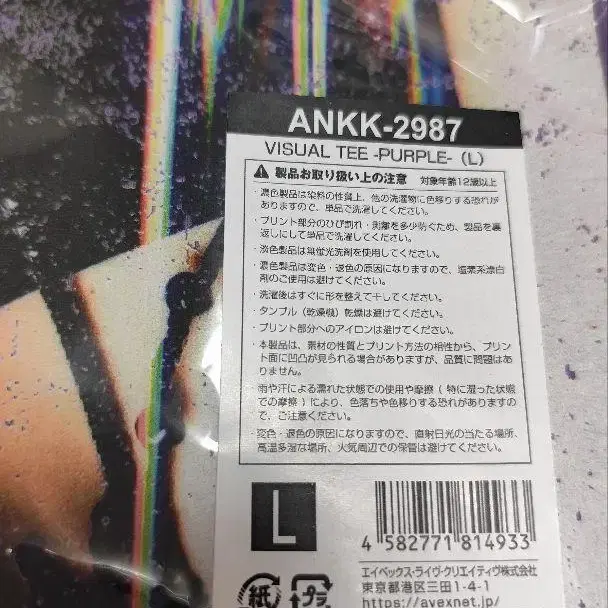 ANKK-2987
VISUAL TEE -PURPLE- (L)
製品お取り扱い上の注意 対象年齢12歳以上
・濃色製品は染料の性質上、他の洗濯物に色移りする恐れが
ありますので、単品で洗濯してください。
・プリント部分のひび割れ・剥離を多少防ぐため、製品を裏
返しにして単品で洗濯してください。
・淡色製品は無蛍光洗剤を使用してください。
・濃色製品は変色・退色の原因になりますので、塩素系漂白
剤のご使用は避けてください。
・洗濯後はすぐに形を整えて干してください。
・タンブル(乾燥機)乾燥は避けてください。
・プリント部分へのアイロンは避けてください。
・本製品は、素材の性質とプリント方法の相性から、プリン
ト面に凹凸が見られる場合がありますが、品質に問題はあ
りません。
・雨や汗による濡れた状態での使用や摩擦(特に湿った状態
での摩擦)により、色落ちや色移りする恐れがありますの
で、ご注意ください。
・変色・退色の原因になりますので、直射日光の当たる場所、
高温多湿な場所、火気周辺での保管は避けてください。
L
4 582771 814933
エイベックス・ライヴ・クリエイティヴ株式会社
東京都港区三田1-4-1
https://avexnet.jp/
紙
プラ